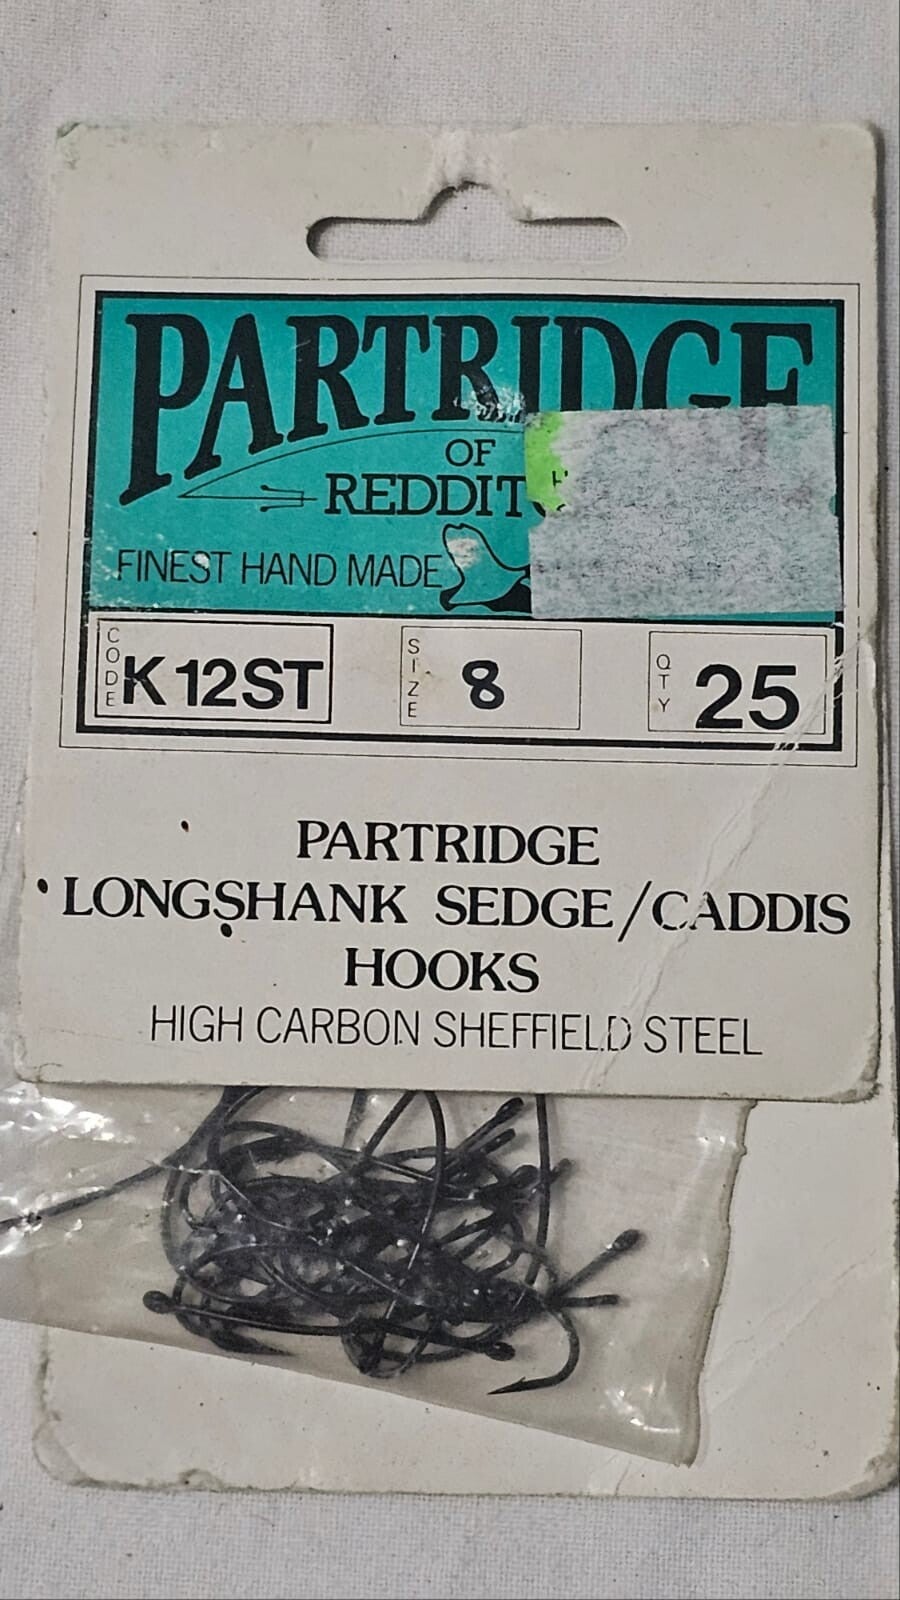 PARTRIDGE
OF
REDDIT
FINEST HAND MADE
CODE K12ST SIZE 8 QTY 25
PARTRIDGE
LONGSHANK SEDGE/CADDIS
HOOKS
HIGH CARBON SHEFFIELD STEEL